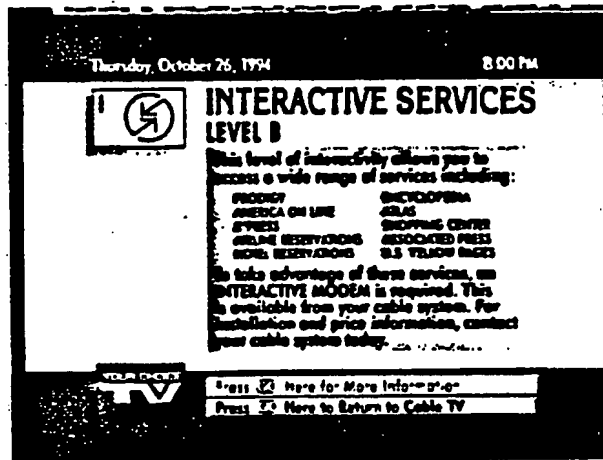 Thursday, October 26, 1994 8:00 PM
INTERACTIVE SERVICES
LEVEL B
This level of interactivity allows you to
access a wide range of services including:
PRODIGY ENCYCLOPEDIA
AMERICA ON LINE ATLAS
X*PRESS SHOPPING CENTER
AIRLINE RESERVATIONS ASSOCIATED PRESS
HOTEL RESERVATIONS U.S. YELLOW PAGES
To take advantage of these services, an
INTERACTIVE MODEM is required. This
is available from your cable system. For
installation and price information, contact
your cable system today.
YOUR CHOICE
TV
Press Here for More Information
Press Here to Return to Cable TV